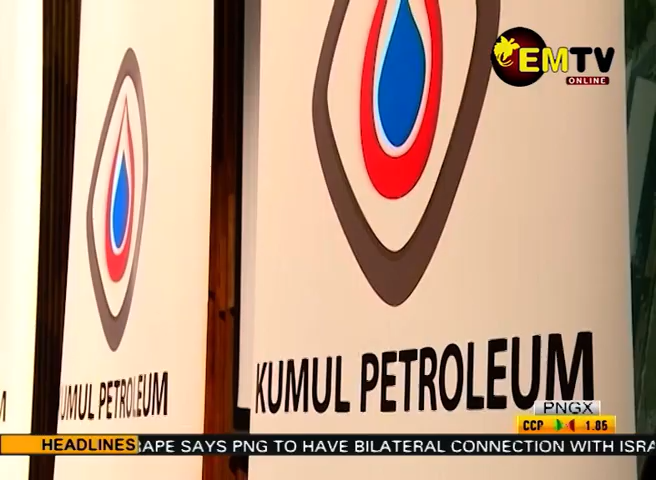 EMTV
ONLINE
KUMUL PETROLEUM
UMUL PETROLEUM
PNGX
CCP 1.85
HEADLINES
RAPE SAYS PNG TO HAVE BILATERAL CONNECTION WITH ISRA